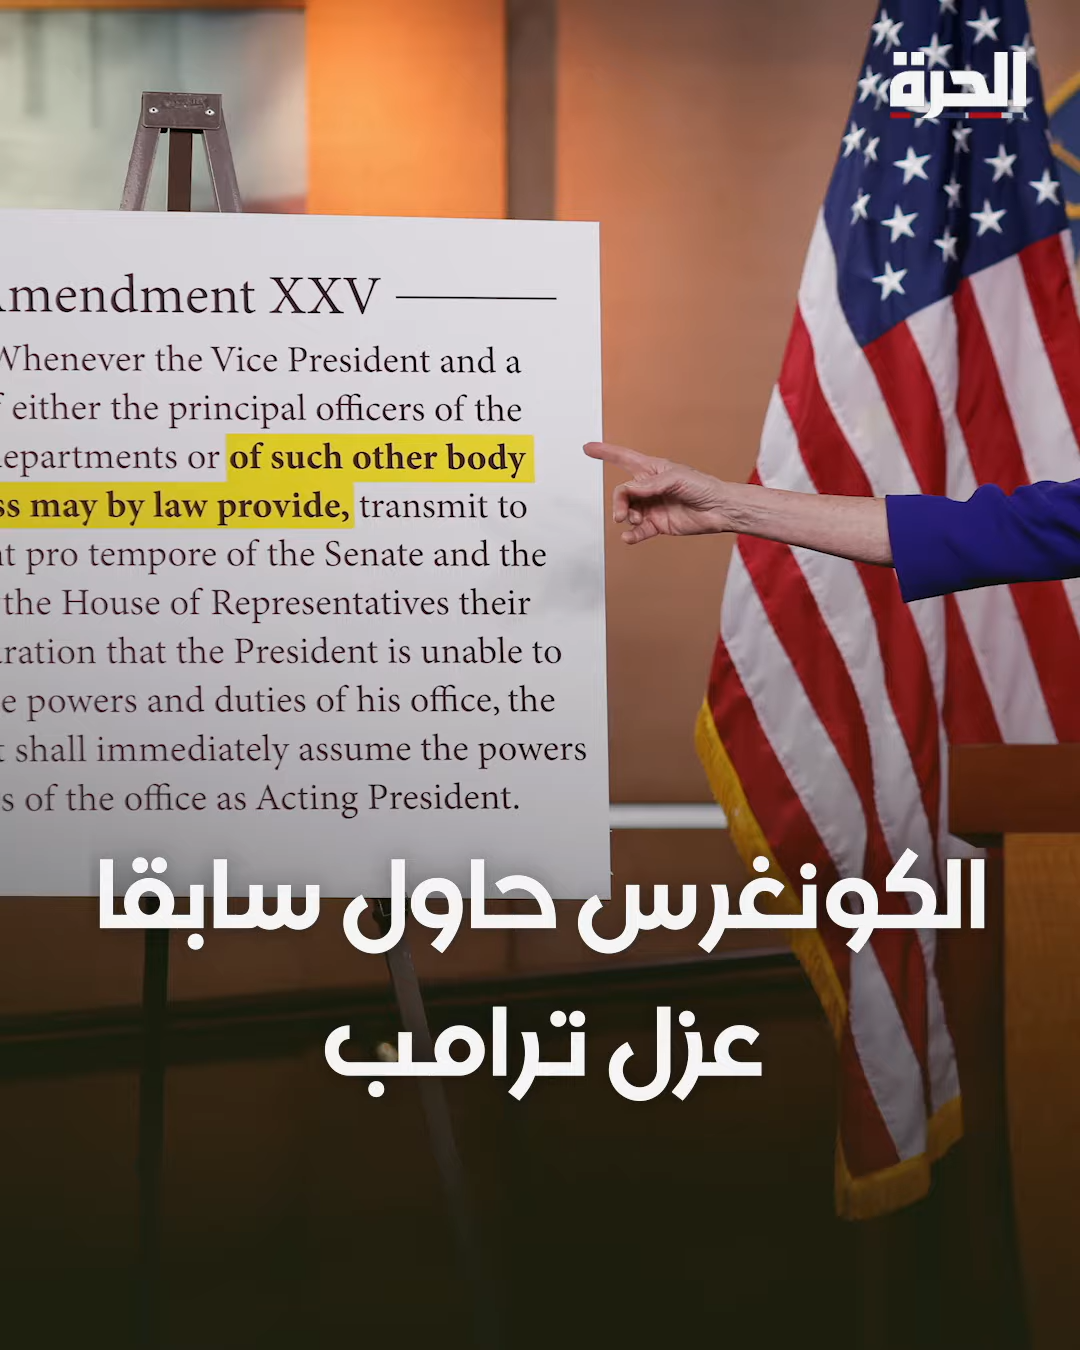 الحرة
Amendment XXV
Whenever the Vice President and a
either the principal officers of the
departments or of such other body
may by law provide, transmit to
pro tempore of the Senate and the
the House of Representatives their
that the President is unable to
powers and duties of his office, the
shall immediately assume the powers
of the office as Acting President.
الكونغرس حاول سابقا
عزل ترامب